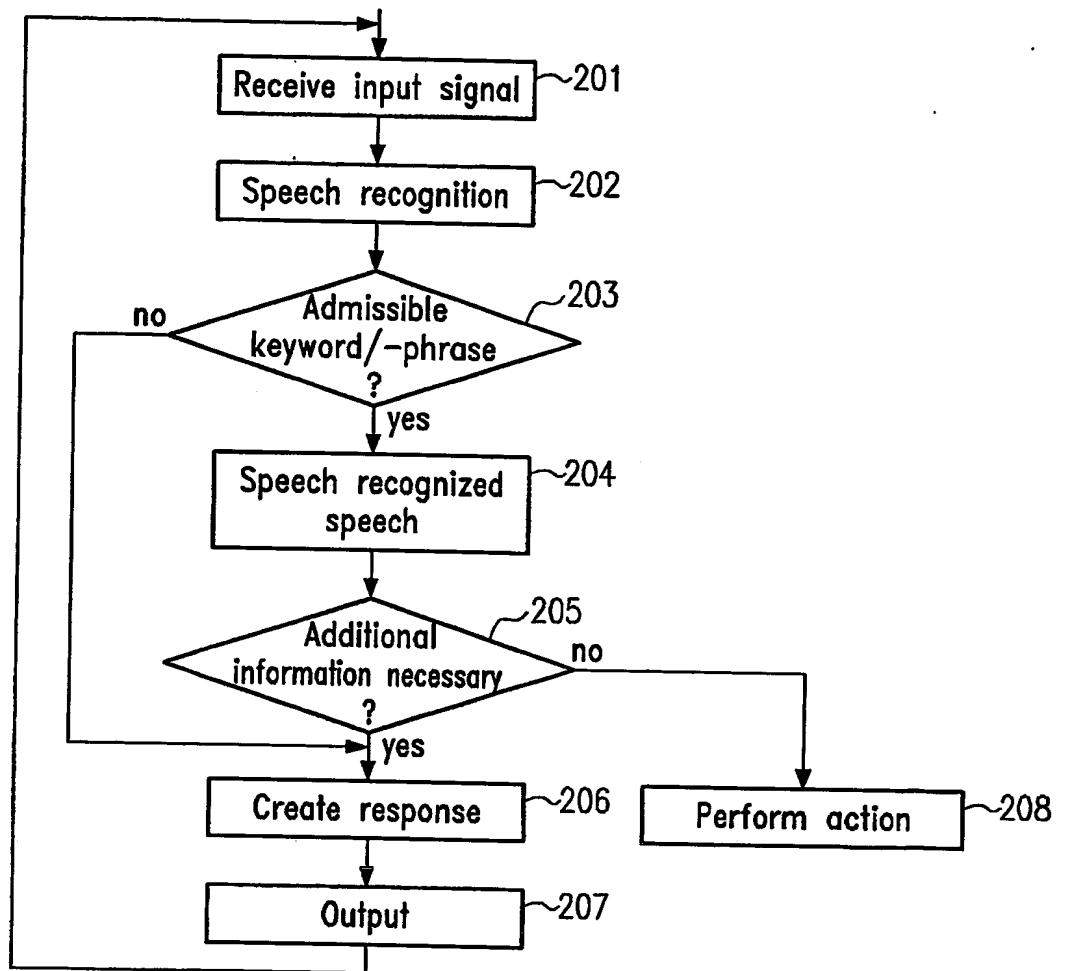 Receive input signal
201
Speech recognition
202
Admissible
keyword/-phrase
?
203
no
yes
Speech recognized
speech
204
Additional
information necessary
?
205
no
yes
Create response
206
Perform action
208
Output
207